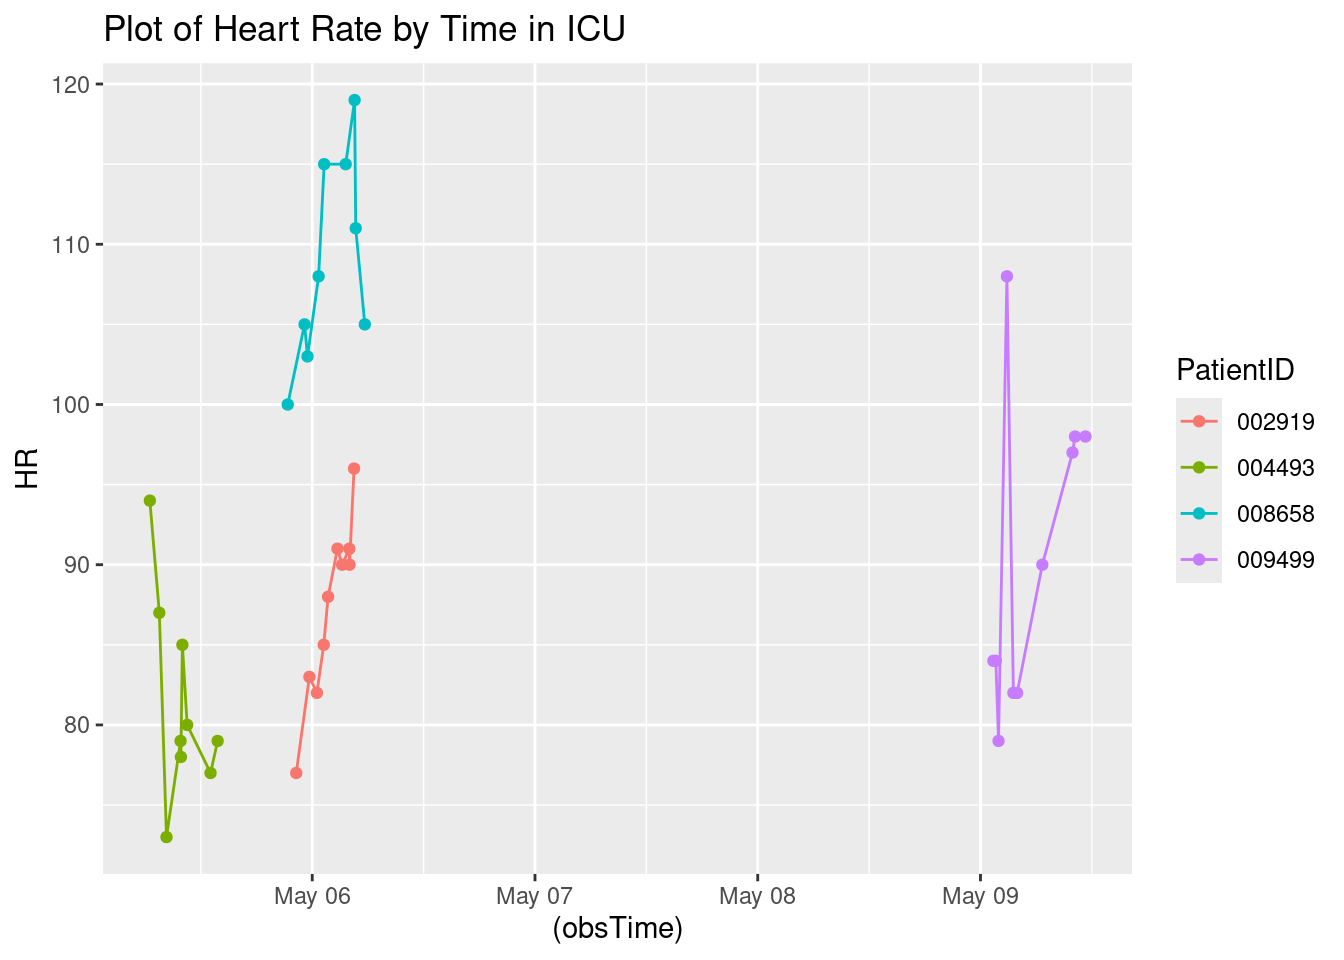 Plot of Heart Rate by Time in ICU
120
110
100
90
80
HR
May 06
May 07
May 08
May 09
(obsTime)
PatientID
002919
004493
008658
009499